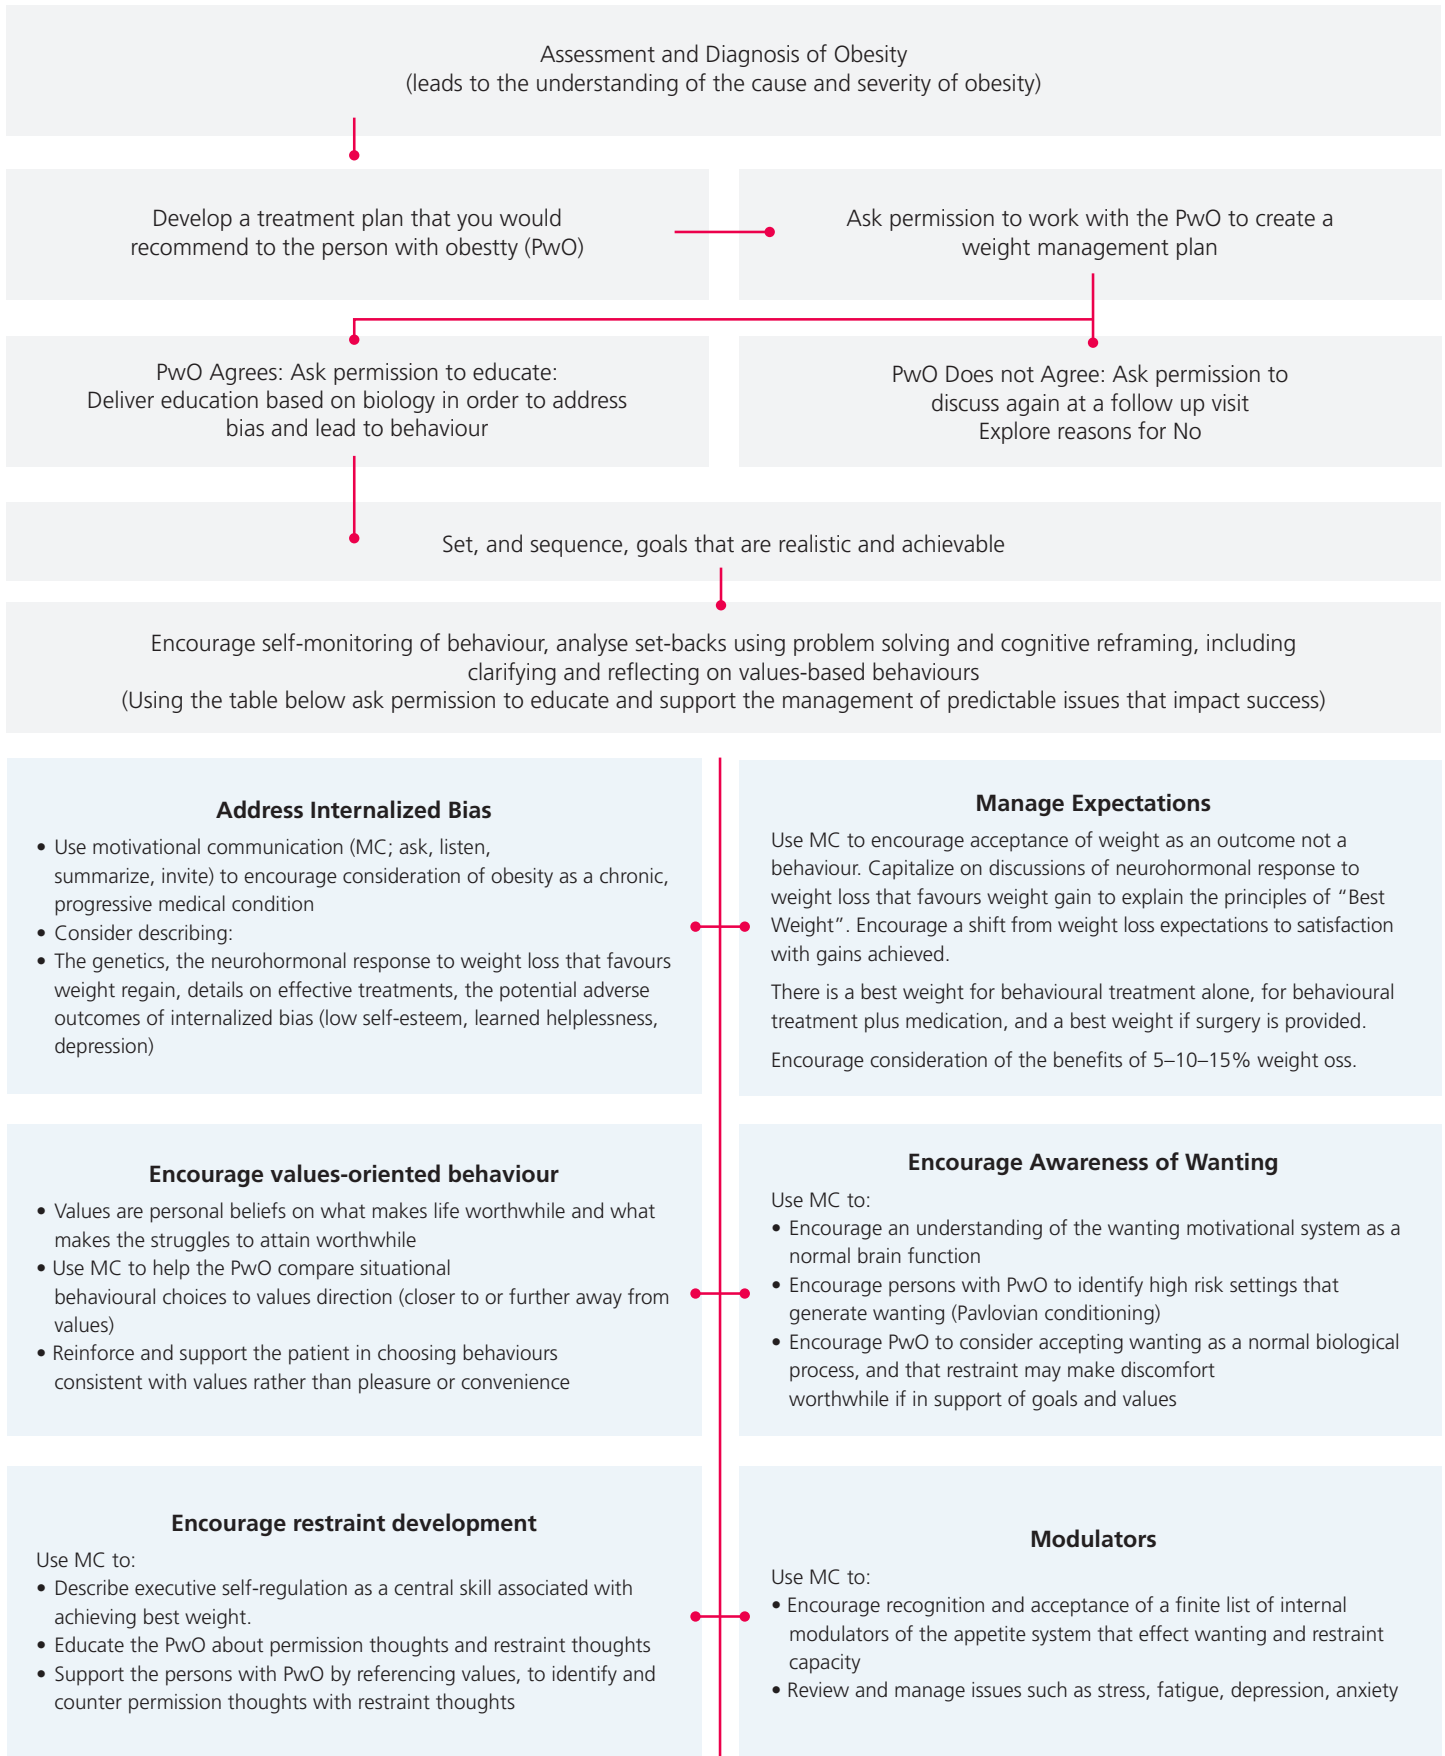 Assessment and Diagnosis of Obesity
(leads to the understanding of the cause and severity of obesity)
Develop a treatment plan that you would
recommend to the person with obestty (PwO)
Ask permission to work with the PwO to create a
weight management plan
PwO Agrees: Ask permission to educate:
Deliver education based on biology in order to address
bias and lead to behaviour
PwO Does not Agree: Ask permission to
discuss again at a follow up visit
Explore reasons for No
Set, and sequence, goals that are realistic and achievable
Encourage self-monitoring of behaviour, analyse set-backs using problem solving and cognitive reframing, including
clarifying and reflecting on values-based behaviours
(Using the table below ask permission to educate and support the management of predictable issues that impact success)
Address Internalized Bias
• Use motivational communication (MC; ask, listen,
summarize, invite) to encourage consideration of obesity as a chronic,
progressive medical condition
• Consider describing:
• The genetics, the neurohormonal response to weight loss that favours
weight regain, details on effective treatments, the potential adverse
outcomes of internalized bias (low self-esteem, learned helplessness,
depression)
Manage Expectations
Use MC to encourage acceptance of weight as an outcome not a
behaviour. Capitalize on discussions of neurohormonal response to
weight loss that favours weight gain to explain the principles of “Best
Weight”. Encourage a shift from weight loss expectations to satisfaction
with gains achieved.
There is a best weight for behavioural treatment alone, for behavioural
treatment plus medication, and a best weight if surgery is provided.
Encourage consideration of the benefits of 5–10–15% weight oss.
Encourage values-oriented behaviour
• Values are personal beliefs on what makes life worthwhile and what
makes the struggles to attain worthwhile
• Use MC to help the PwO compare situational
behavioural choices to values direction (closer to or further away from
values)
• Reinforce and support the patient in choosing behaviours
consistent with values rather than pleasure or convenience
Encourage Awareness of Wanting
Use MC to:
• Encourage an understanding of the wanting motivational system as a
normal brain function
• Encourage persons with PwO to identify high risk settings that
generate wanting (Pavlovian conditioning)
• Encourage PwO to consider accepting wanting as a normal biological
process, and that restraint may make discomfort
worthwhile if in support of goals and values
Encourage restraint development
Use MC to:
• Describe executive self-regulation as a central skill associated with
achieving best weight.
• Educate the PwO about permission thoughts and restraint thoughts
• Support the persons with PwO by referencing values, to identify and
counter permission thoughts with restraint thoughts
Modulators
Use MC to:
• Encourage recognition and acceptance of a finite list of internal
modulators of the appetite system that effect wanting and restraint
capacity
• Review and manage issues such as stress, fatigue, depression, anxiety